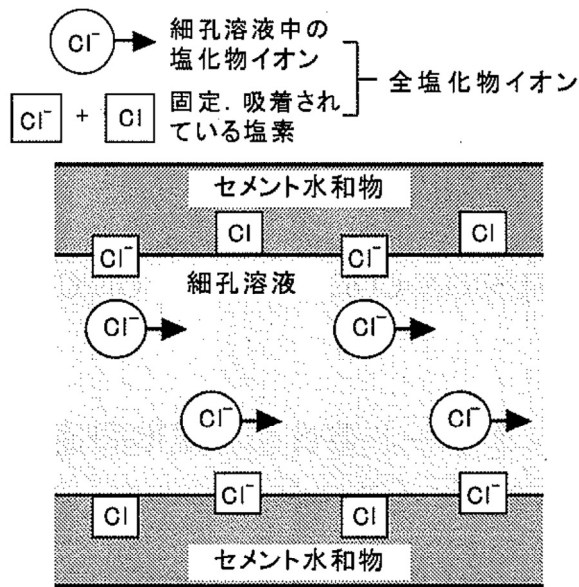 Cl⁻ 細孔溶液中の
塩化物イオン
全塩化物イオン
Cl⁻ + Cl 固定．吸着され
ている塩素
セメント水和物
Cl Cl
Cl⁻ Cl⁻
細孔溶液
Cl⁻ Cl⁻
Cl⁻ Cl⁻
Cl⁻ Cl⁻
Cl Cl
セメント水和物